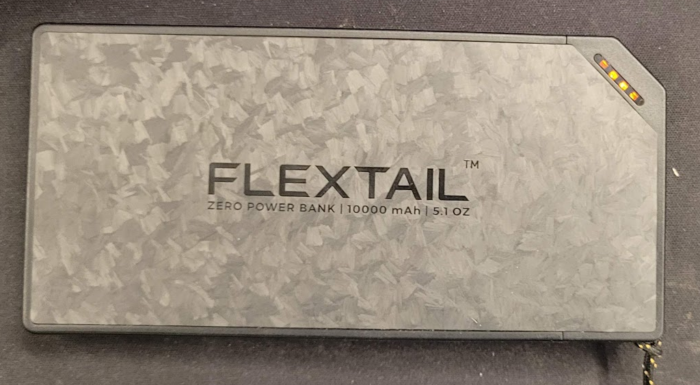 FLEXTAIL™
ZERO POWER BANK | 10000 mAh | 5.1 OZ